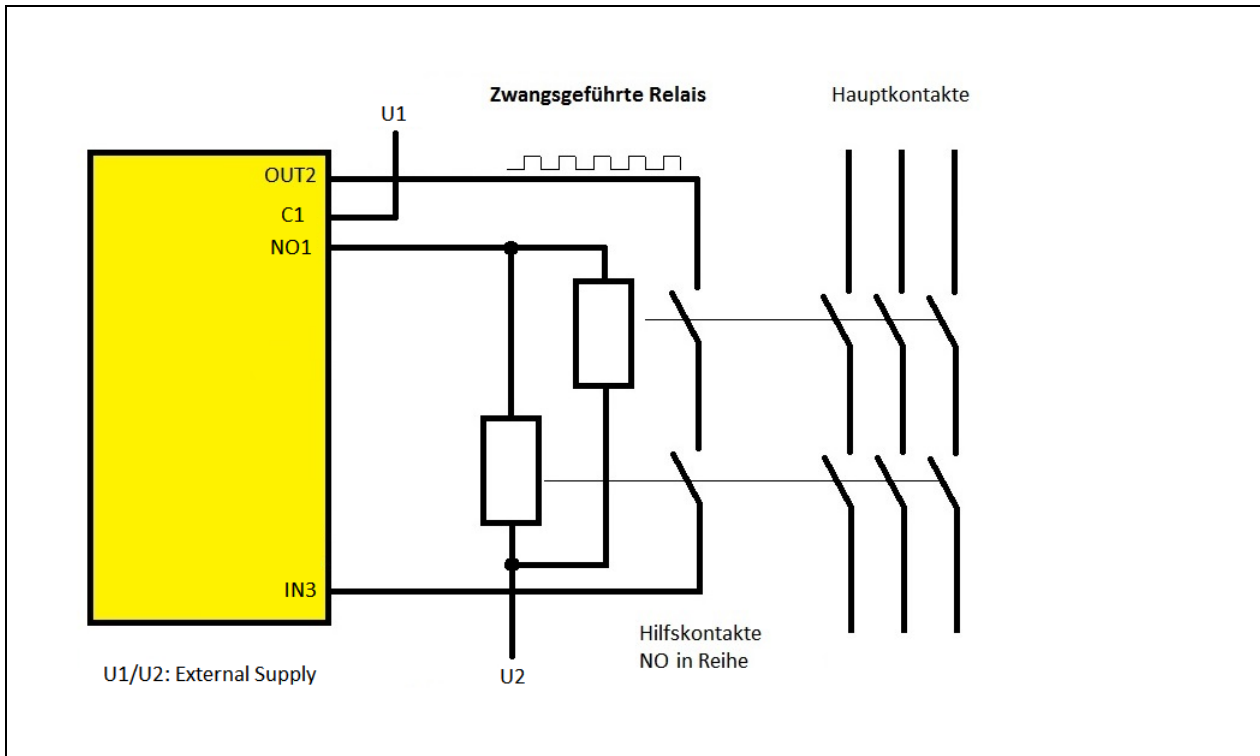 Zwangsgeführte Relais
Hauptkontakte
U1
OUT2
C1
NO1
IN3
Hilfskontakte
NO in Reihe
U1/U2: External Supply
U2